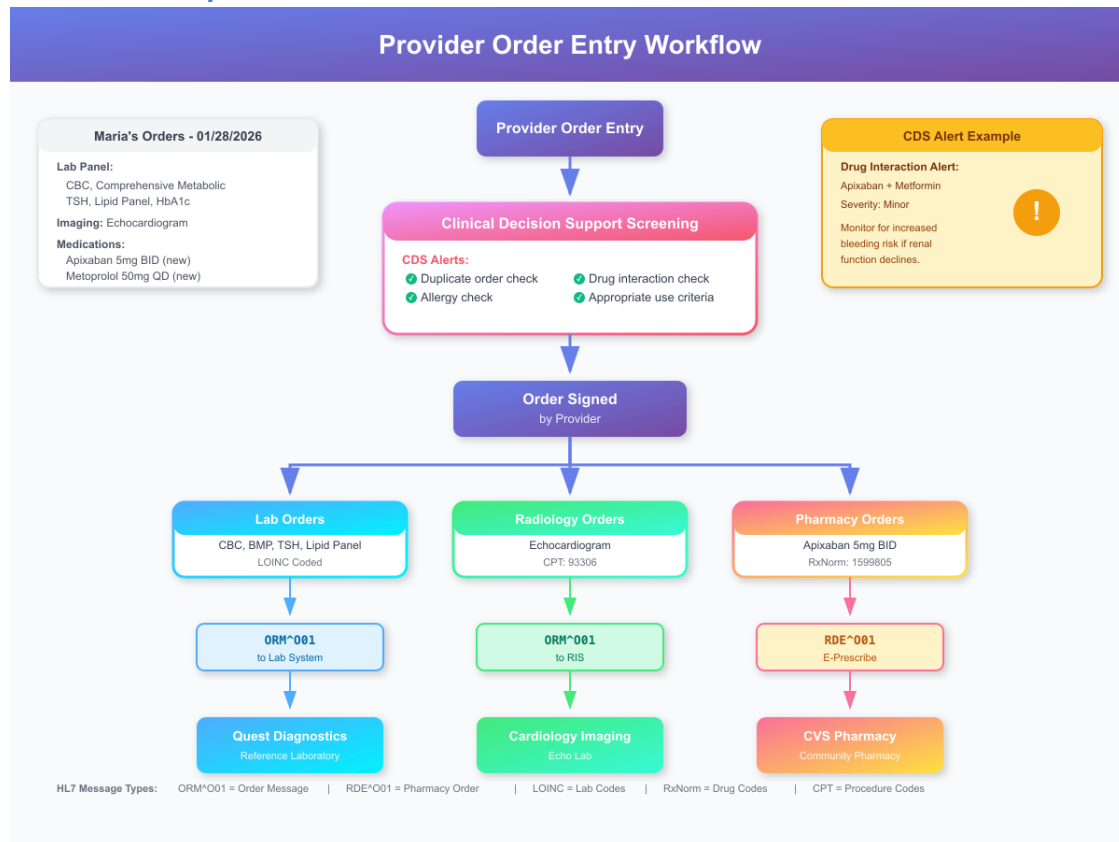 Provider Order Entry Workflow
Maria's Orders - 01/28/2026
Lab Panel:
CBC, Comprehensive Metabolic
TSH, Lipid Panel, HbA1c
Imaging: Echocardiogram
Medications:
Apixaban 5mg BID (new)
Metoprolol 50mg QD (new)
Provider Order Entry
CDS Alert Example
Drug Interaction Alert:
Apixaban + Metformin
Severity: Minor
Monitor for increased
bleeding risk if renal
function declines.
!
Clinical Decision Support Screening
CDS Alerts:
Duplicate order check
Drug interaction check
Allergy check
Appropriate use criteria
Order Signed
by Provider
Lab Orders
CBC, BMP, TSH, Lipid Panel
LOINC Coded
Radiology Orders
Echocardiogram
CPT: 93306
Pharmacy Orders
Apixaban 5mg BID
RxNorm: 1599805
ORM^O01
to Lab System
ORM^O01
to RIS
RDE^O01
E-Prescribe
Quest Diagnostics
Reference Laboratory
Cardiology Imaging
Echo Lab
CVS Pharmacy
Community Pharmacy
HL7 Message Types: ORM^O01 = Order Message | RDE^O01 = Pharmacy Order | LOINC = Lab Codes | RxNorm = Drug Codes | CPT = Procedure Codes